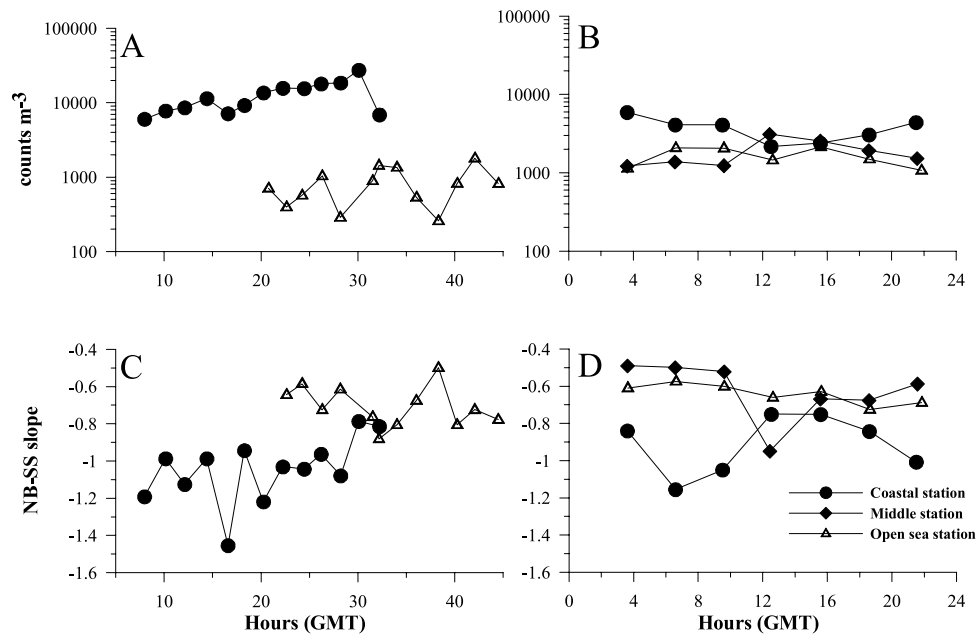 A
100000
10000
1000
100
counts m-3
10 20 30 40
B
100000
10000
1000
100
0 4 8 12 16 20 24
C
-0.4
-0.6
-0.8
-1
-1.2
-1.4
-1.6
NB-SS slope
10 20 30 40
Hours (GMT)
D
-0.4
-0.6
-0.8
-1
-1.2
-1.4
-1.6
Coastal station
Middle station
Open sea station
0 4 8 12 16 20 24
Hours (GMT)